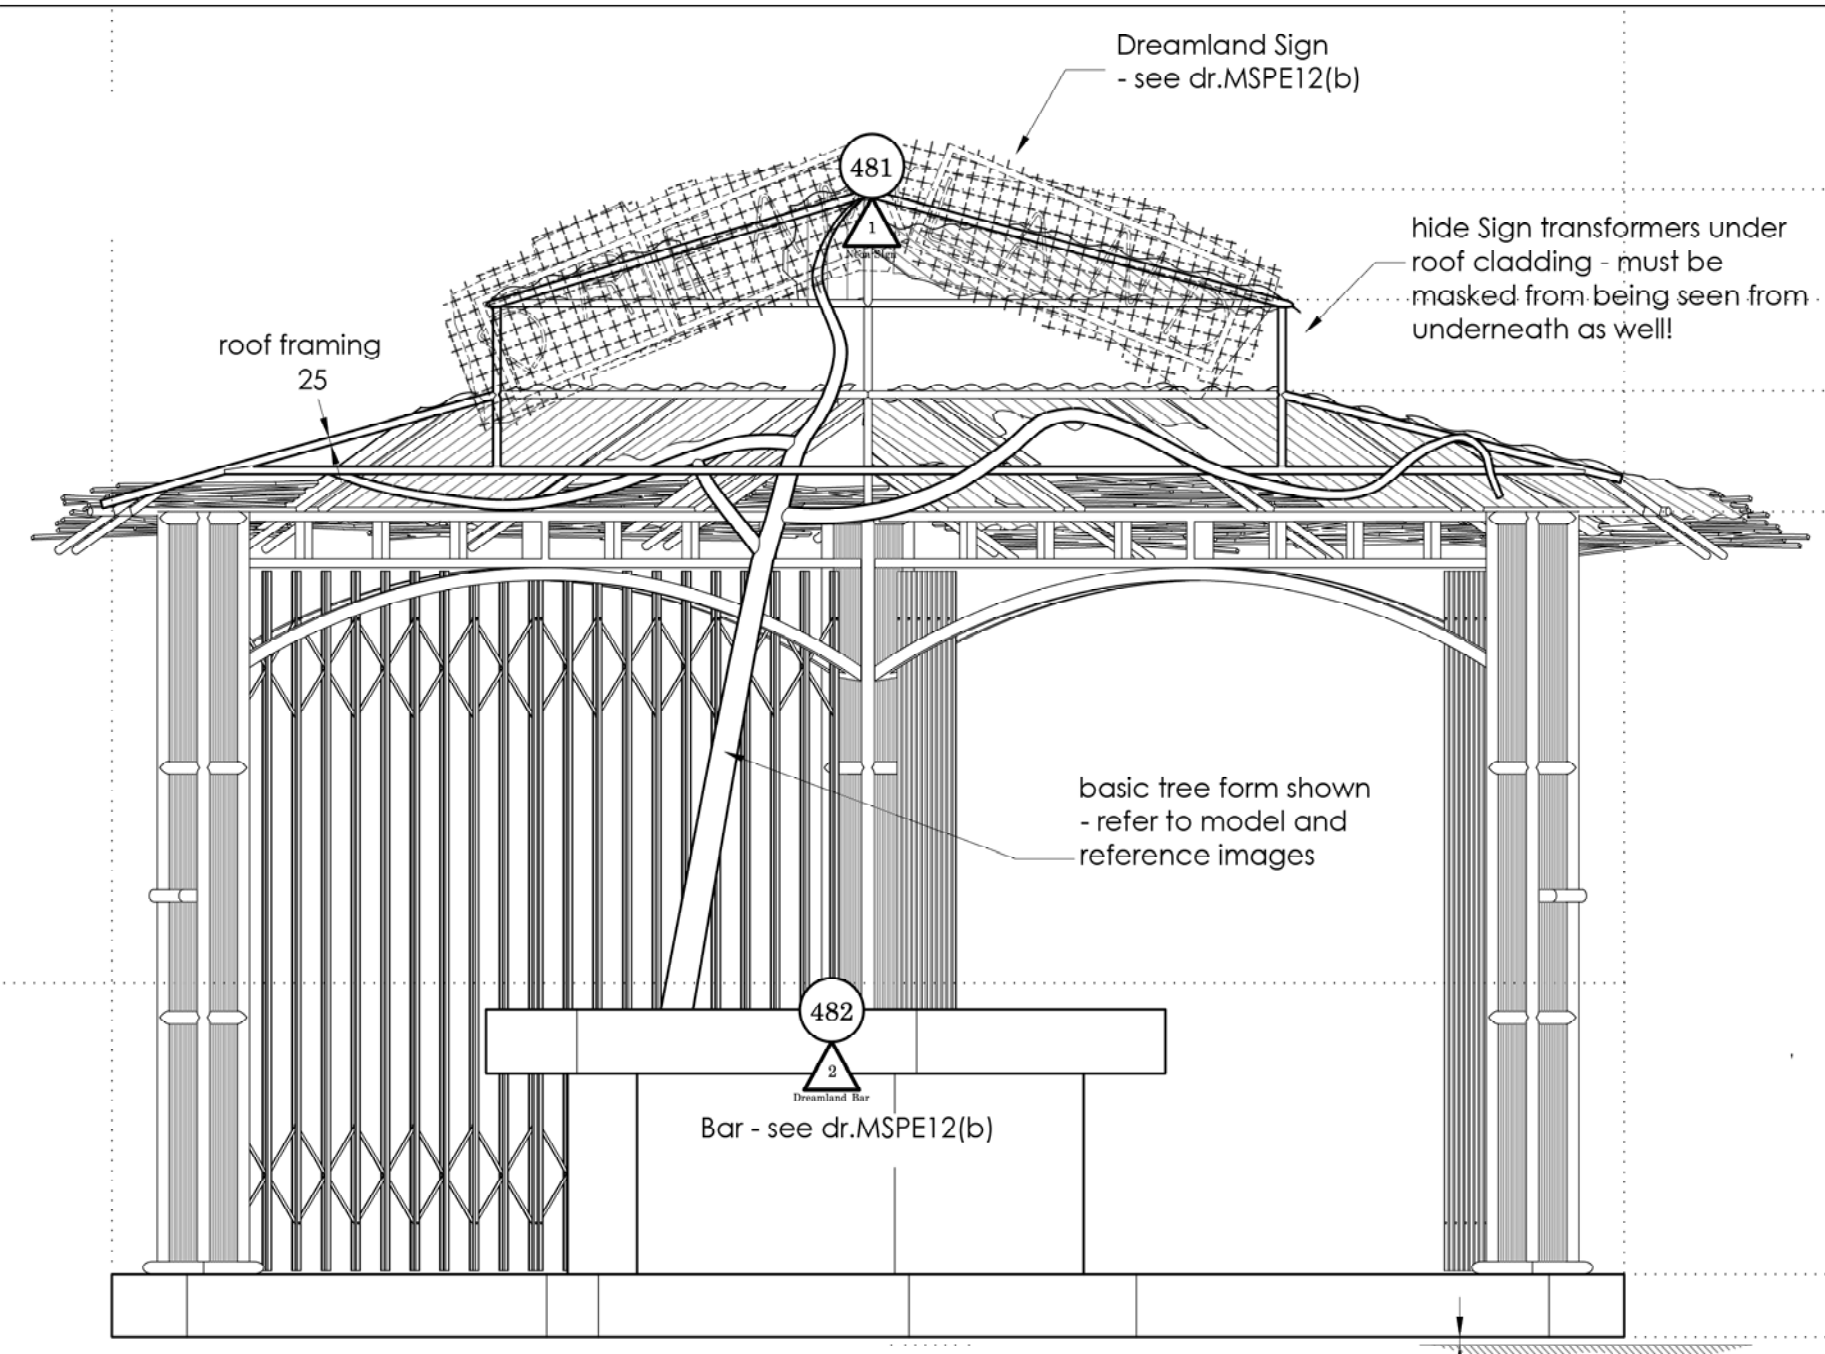 Dreamland Sign
- see dr.MSPE12(b)
481
1
Neon Sign
hide Sign transformers under
roof cladding - must be
masked from being seen from
underneath as well!
roof framing
25
basic tree form shown
- refer to model and
reference images
482
2
Dreamland Bar
Bar - see dr.MSPE12(b)